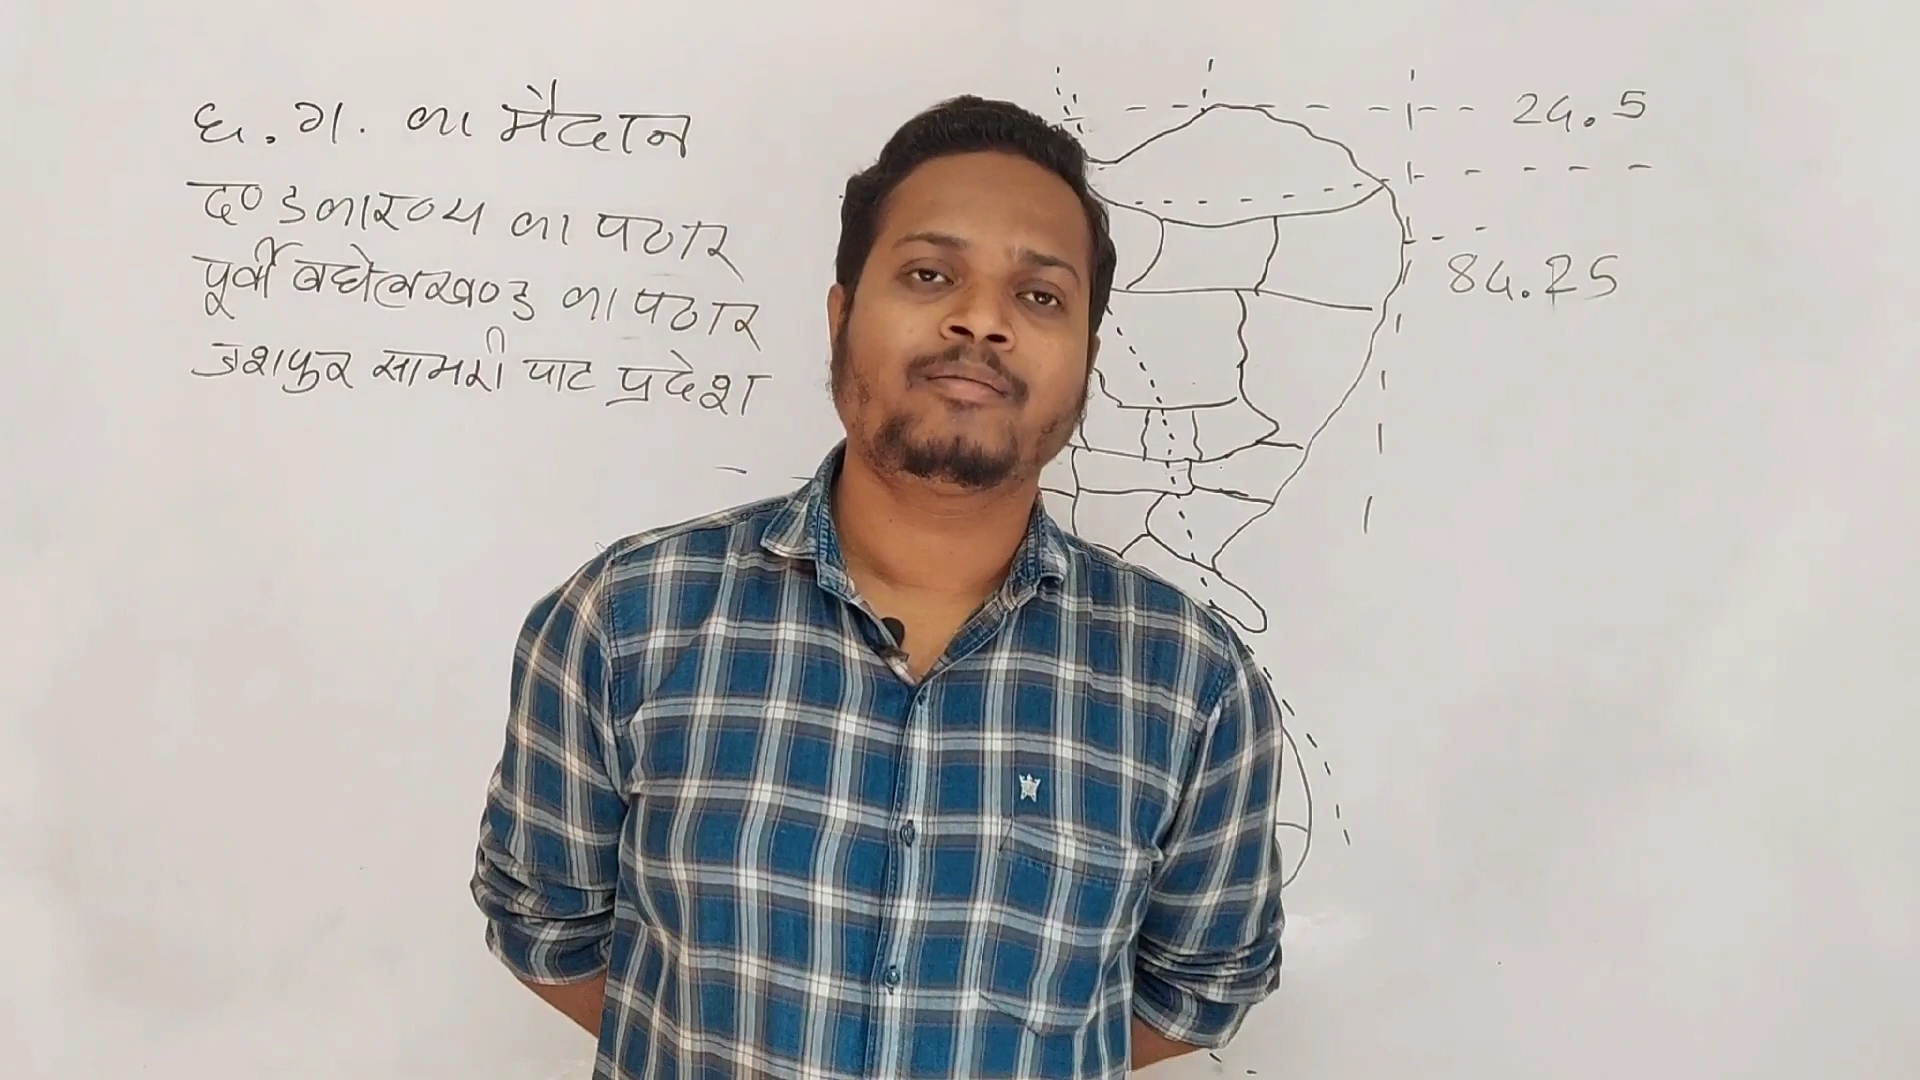 छ. ग. का मैदान
दण्डकारण्य का पठार
पूर्वी बघेलखण्ड का पठार
जशपुर सामरी पाट प्रदेश
24.5
84.25